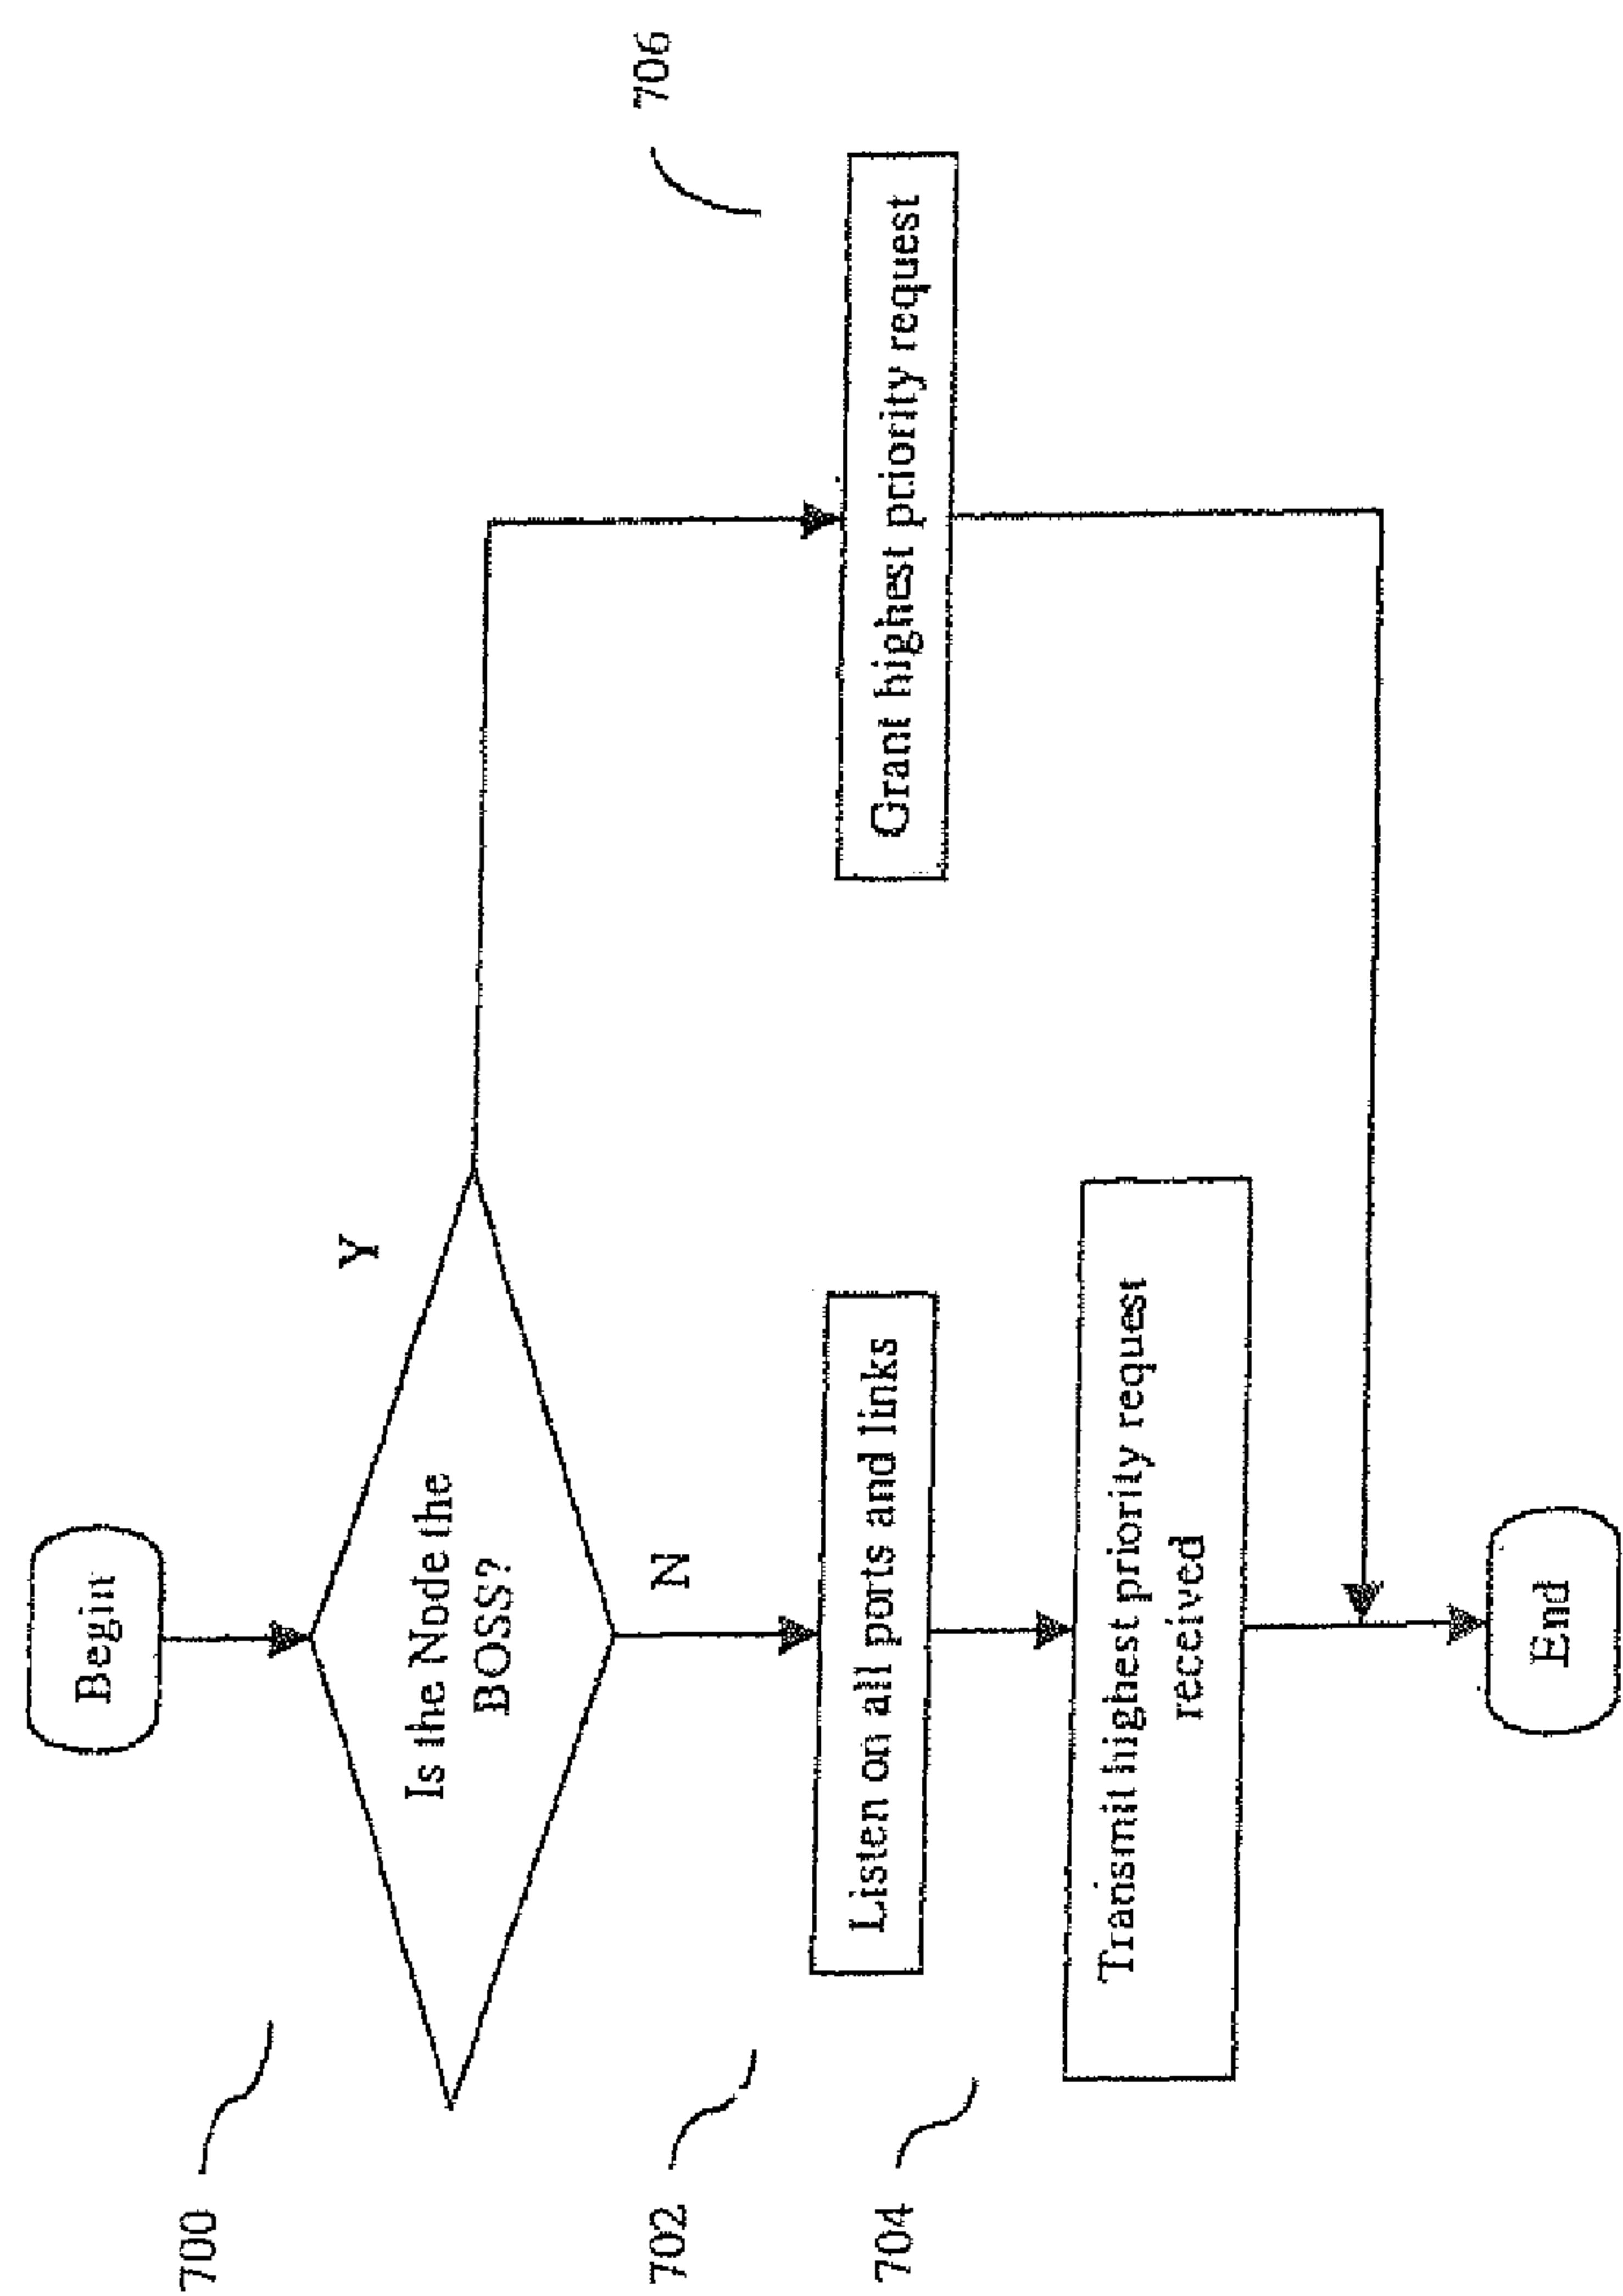 Begin
700
Is the Node the
BOSS?
Y
N
702
Listen on all ports and links
706
Grant highest priority request
704
Transmit highest priority request
received
End